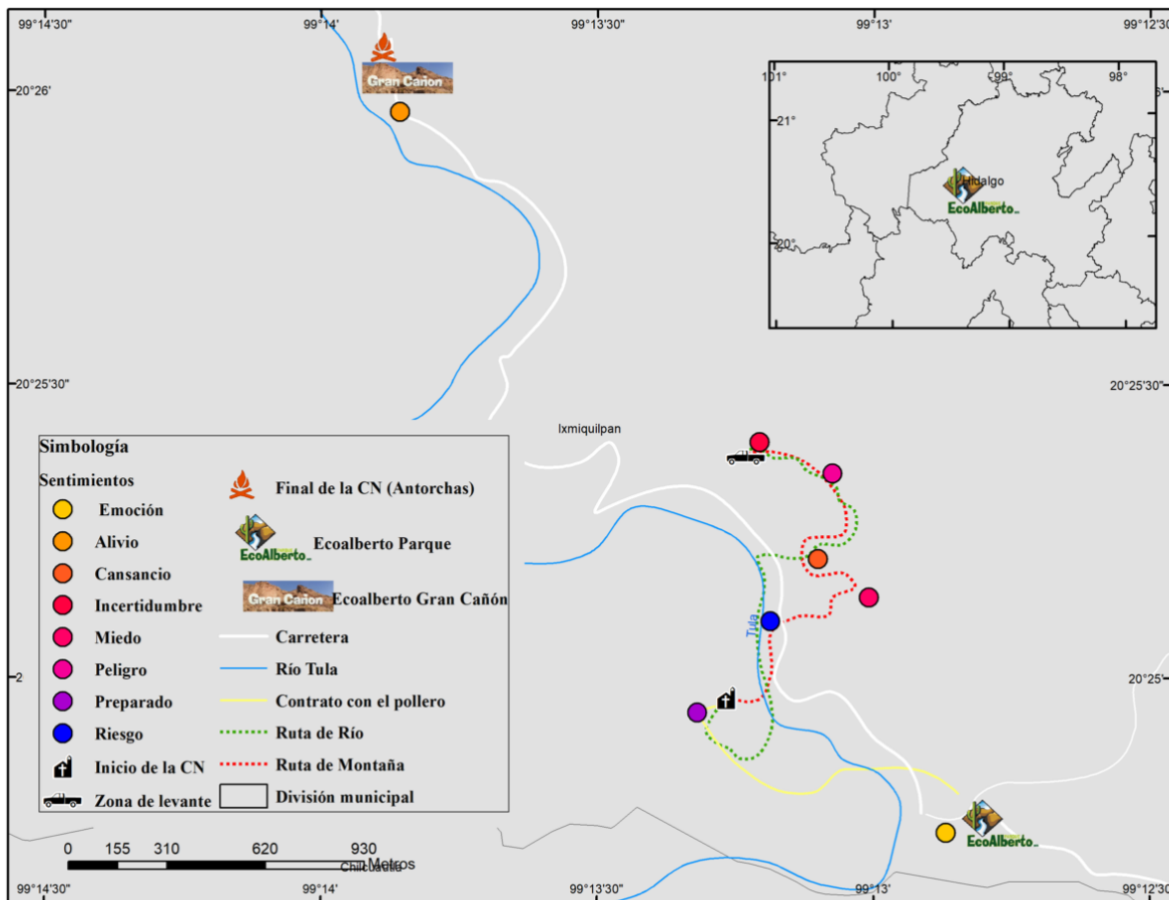 99°14'30"
99°14'
99°13'30"
99°13'
99°12'30"
20°26'
Gran Cañon
101°
100°
99°
98°
21°
20°
Hidalgo
EcoAlberto
20°25'30"
20°25'30"
Ixmiquilpan
Simbología
Sentimientos
Emoción
Alivio
Cansancio
Incertidumbre
Miedo
Peligro
Preparado
Riesgo
Inicio de la CN
Zona de levante
Final de la CN (Antorchas)
EcoAlberto
Ecoalberto Parque
Gran Cañon
Ecoalberto Gran Cañón
Carretera
Río Tula
Contrato con el pollero
Ruta de Río
Ruta de Montaña
División municipal
Tula
2
20°25'
EcoAlberto
0 155 310 620 930
Metros
Chilcuautla
99°14'30"
99°14'
99°13'30"
99°13'
99°12'30"